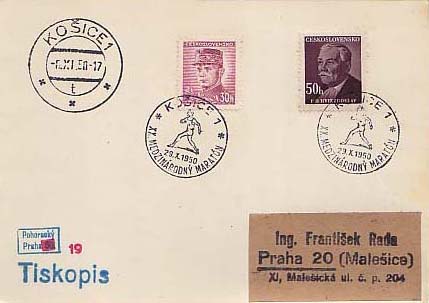 KOŠICE 1
-6.XI.50-17
t
ČESKOSLOVENSKO
30h
ČESKOSLOVENSKO
50h
KOŠICE 1
29.X.1950
XX. MEDZINÁRODNÝ MARATÓN
KOŠICE 1
29.X.1950
XX. MEDZINÁRODNÝ MARATÓN
Pohorský
Praha
19
Tiskopis
Ing. František Rada
Praha 20 (Malešice)
XI, Malešická ul. č. p. 204